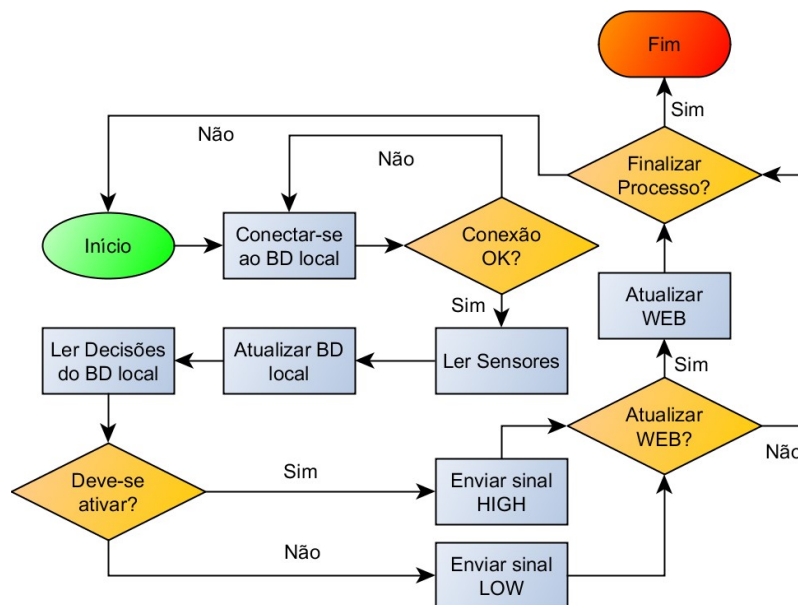 Fim
Sim
Não
Não
Finalizar
Processo?
Início
Conectar-se
ao BD local
Conexão
OK?
Sim
Atualizar
WEB
Ler Decisões
do BD local
Atualizar BD
local
Ler Sensores
Sim
Atualizar
WEB?
Não
Deve-se
ativar?
Sim
Enviar sinal
HIGH
Não
Enviar sinal
LOW